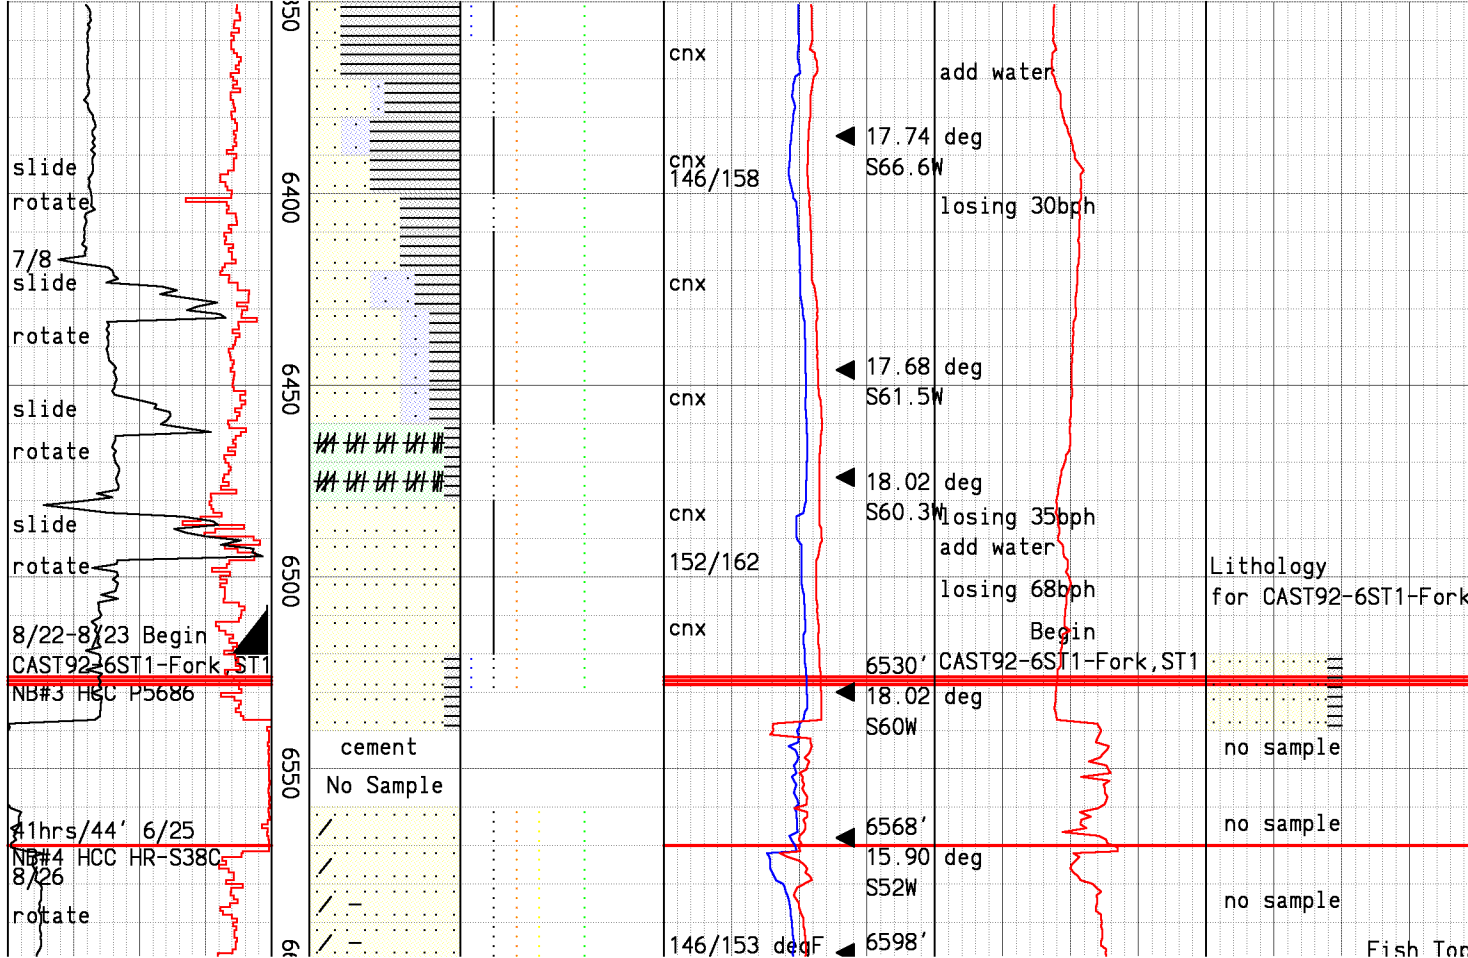 slide
rotate
7/8
slide
rotate
slide
rotate
slide
rotate
8/22-8/23 Begin
CAST92-6ST1-Fork,ST1
NB#3 HCC P5686
41hrs/44' 6/25
NB#4 HCC HR-S38C
8/26
rotate
6400
6450
6500
6550
cement
No Sample
cnx
cnx
146/158
cnx
cnx
cnx
152/162
cnx
146/153 degF
17.74 deg
S66.6W
17.68 deg
S61.5W
18.02 deg
S60.3W
6530'
18.02 deg
S60W
6568'
15.90 deg
S52W
6598'
add water
losing 30bph
losing 35bph
add water
losing 68bph
Begin
CAST92-6ST1-Fork,ST1
Lithology
for CAST92-6ST1-Fork
no sample
no sample
no sample
Fish Top